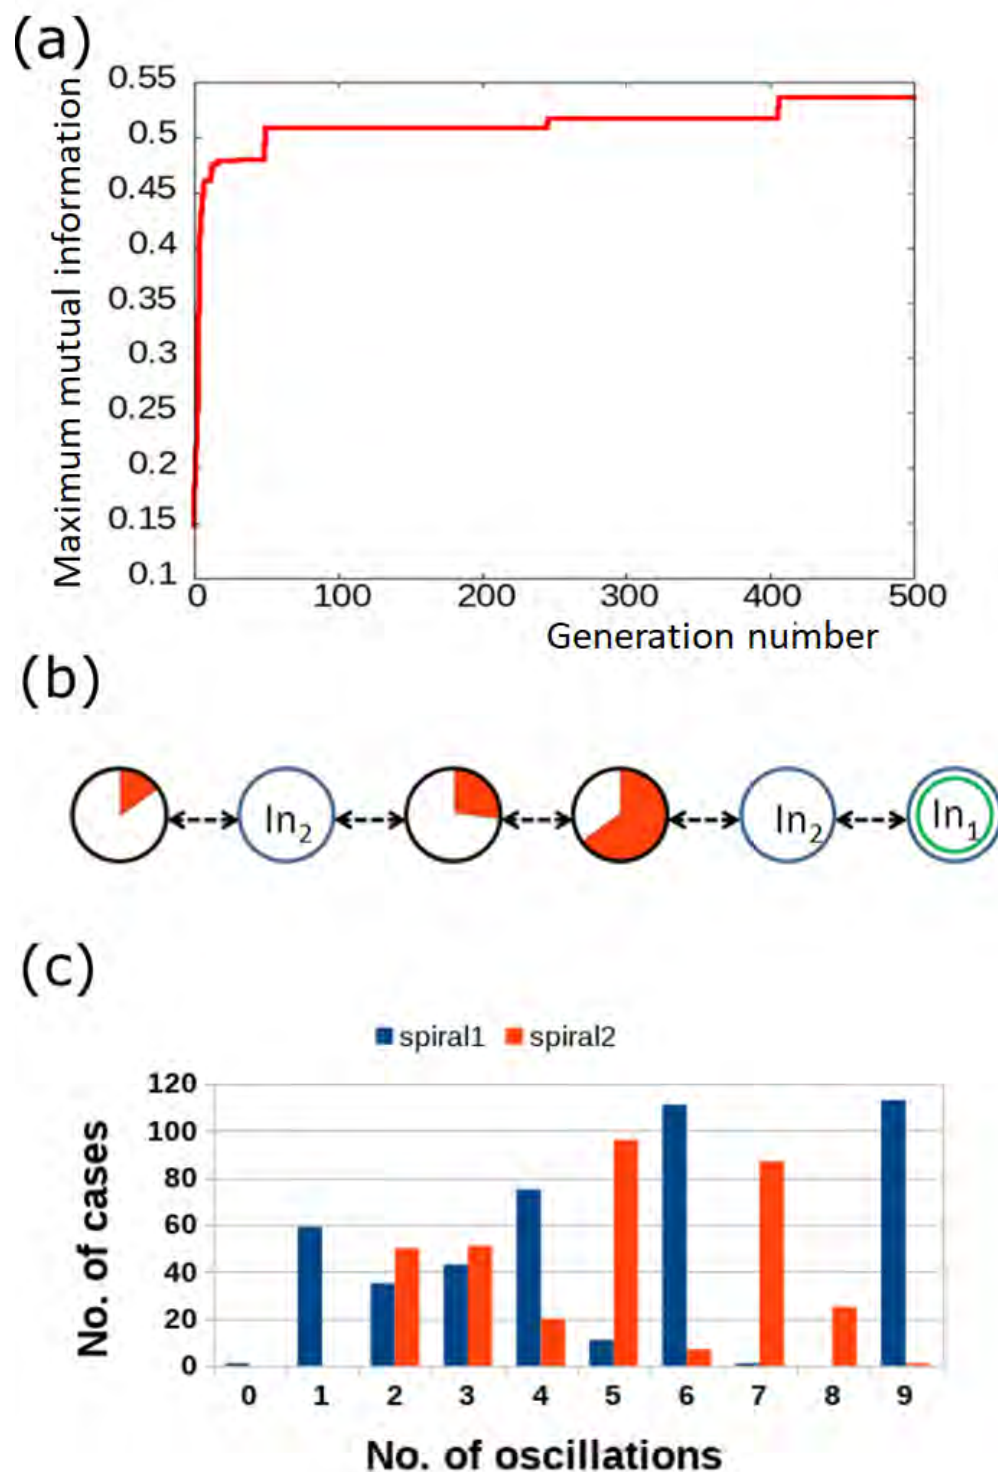 (a)
Maximum mutual information
0.55
0.5
0.45
0.4
0.35
0.3
0.25
0.2
0.15
0.1
0 100 200 300 400 500
Generation number
(b)
In2 In2 In1
(c)
spiral1 spiral2
No. of cases
120
100
80
60
40
20
0
0 1 2 3 4 5 6 7 8 9
No. of oscillations